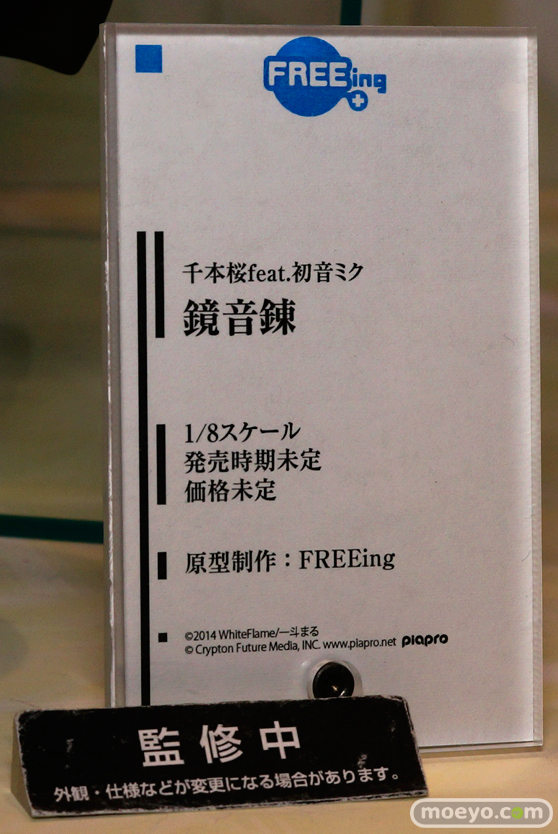 FREEing
千本桜feat.初音ミク
鏡音錬
1/8スケール
発売時期未定
価格未定
原型制作：FREEing
©2014 WhiteFlame/一斗まる
© Crypton Future Media, INC. www.piapro.net piapro
監修中
外観・仕様などが変更になる場合があります。
moeyo.com